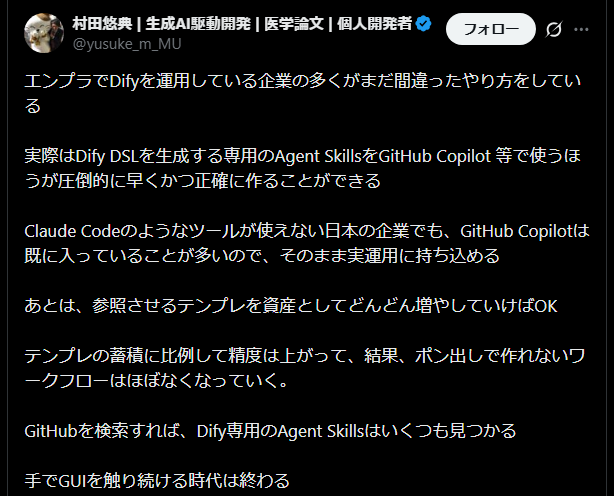 村田悠典 | 生成AI駆動開発 | 医学論文 | 個人開発者
フォロー
@yusuke_m_MU
エンプラでDifyを運用している企業の多くがまだ間違ったやり方をしてい
る
実際はDify DSLを生成する専用のAgent SkillsをGitHub Copilot 等で使うほ
うが圧倒的に早くかつ正確に作ることができる
Claude Codeのようなツールが使えない日本の企業でも、GitHub Copilotは
既に入っていることが多いので、そのまま実運用に持ち込める
あとは、参照させるテンプレを資産としてどんどん増やしていけばOK
テンプレの蓄積に比例して精度は上がって、結果、ポン出しで作れないワ
ークフローはほぼなくなっていく。
GitHubを検索すれば、Dify専用のAgent Skillsはいくつも見つかる
手でGUIを触り続ける時代は終わる